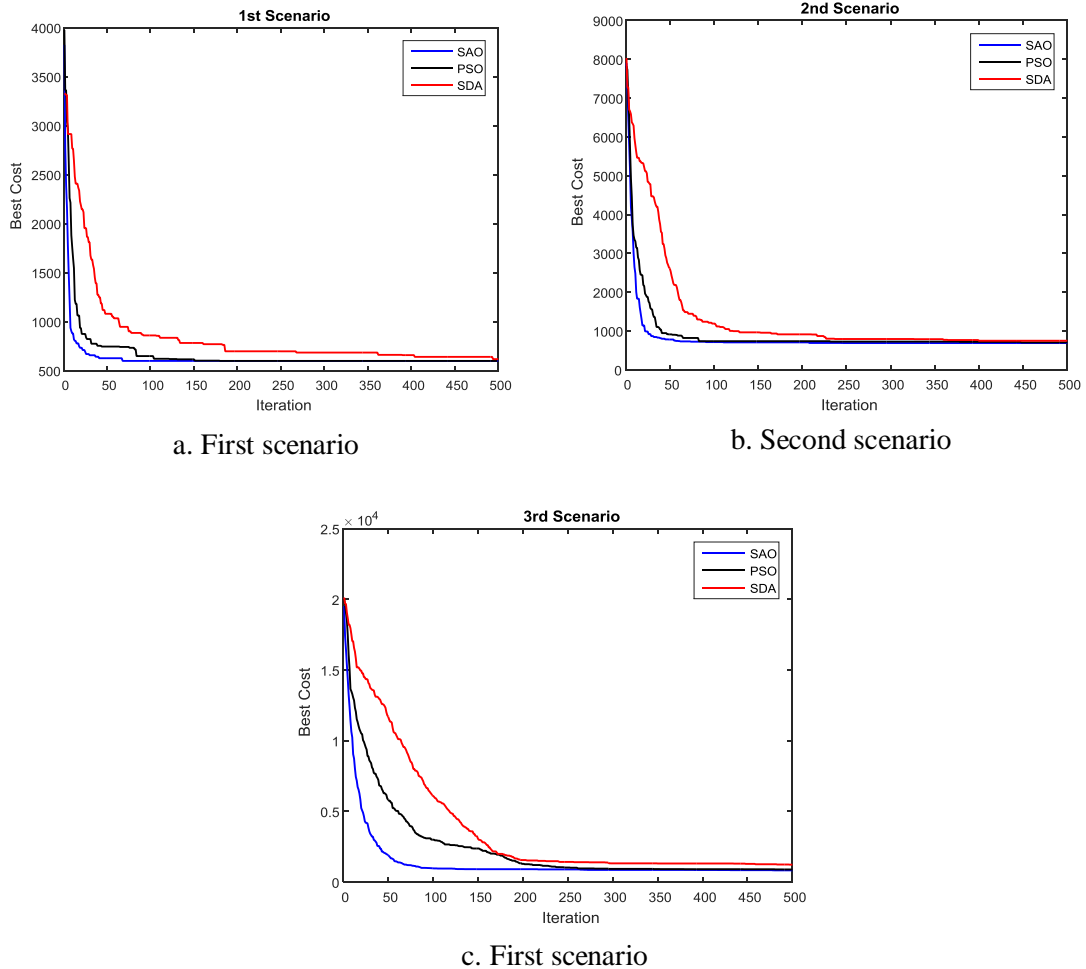 1st Scenario
4000
3500
3000
2500
2000
1500
1000
500
Best Cost
SAO
PSO
SDA
0 50 100 150 200 250 300 350 400 450 500
Iteration
a. First scenario
2nd Scenario
9000
8000
7000
6000
5000
4000
3000
2000
1000
0
Best Cost
SAO
PSO
SDA
0 50 100 150 200 250 300 350 400 450 500
Iteration
b. Second scenario
3rd Scenario
× 10^4
2.5
2
1.5
1
0.5
0
Best Cost
SAO
PSO
SDA
0 50 100 150 200 250 300 350 400 450 500
Iteration
c. First scenario